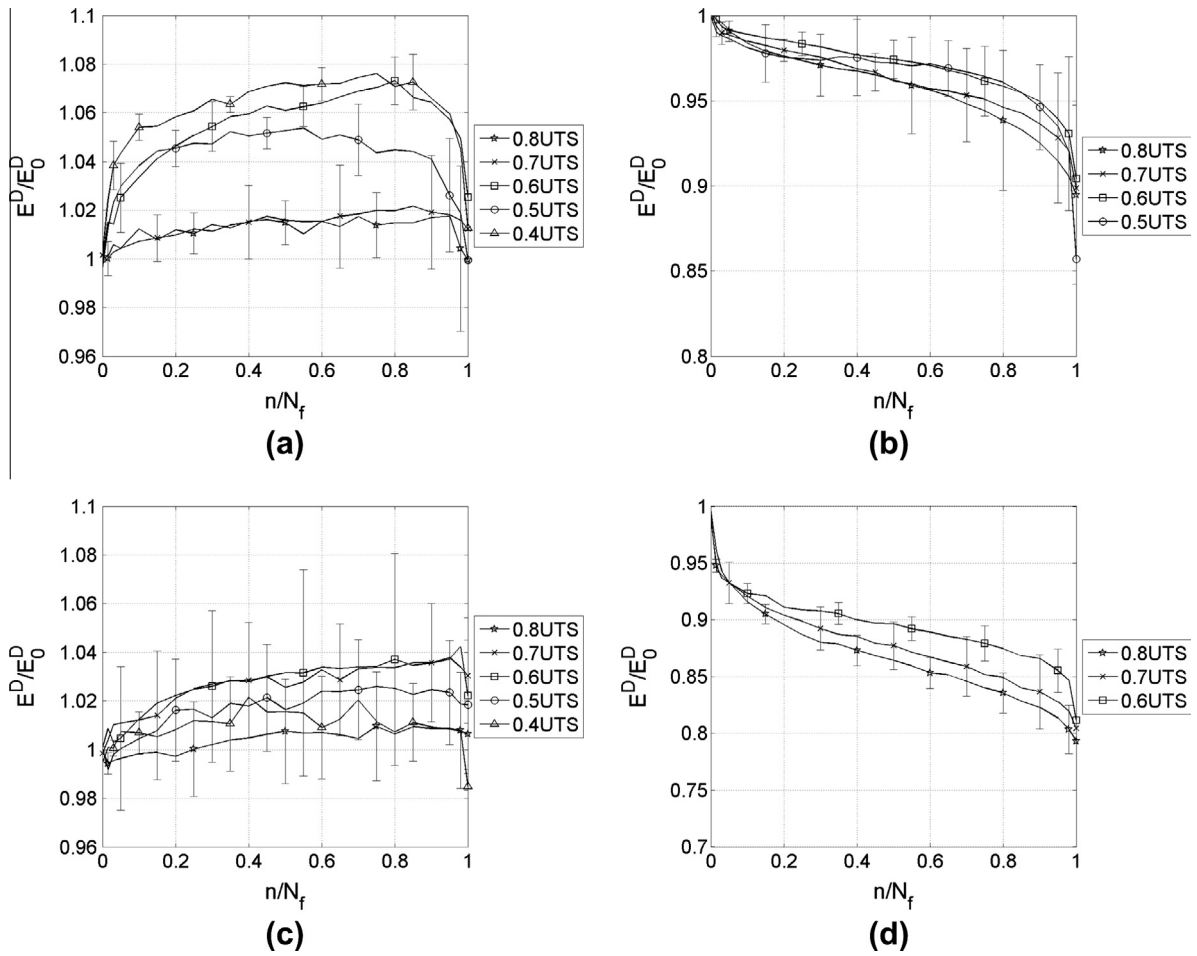 1.1
1.08
1.06
1.04
1.02
1
0.98
0.96
E^D/E_0^D
0 0.2 0.4 0.6 0.8 1
n/N_f
0.8UTS
0.7UTS
0.6UTS
0.5UTS
0.4UTS
(a)
1
0.95
0.9
0.85
0.8
E^D/E_0^D
0 0.2 0.4 0.6 0.8 1
n/N_f
0.8UTS
0.7UTS
0.6UTS
0.5UTS
(b)
1.1
1.08
1.06
1.04
1.02
1
0.98
0.96
E^D/E_0^D
0 0.2 0.4 0.6 0.8 1
n/N_f
0.8UTS
0.7UTS
0.6UTS
0.5UTS
0.4UTS
(c)
1
0.95
0.9
0.85
0.8
0.75
0.7
E^D/E_0^D
0 0.2 0.4 0.6 0.8 1
n/N_f
0.8UTS
0.7UTS
0.6UTS
(d)